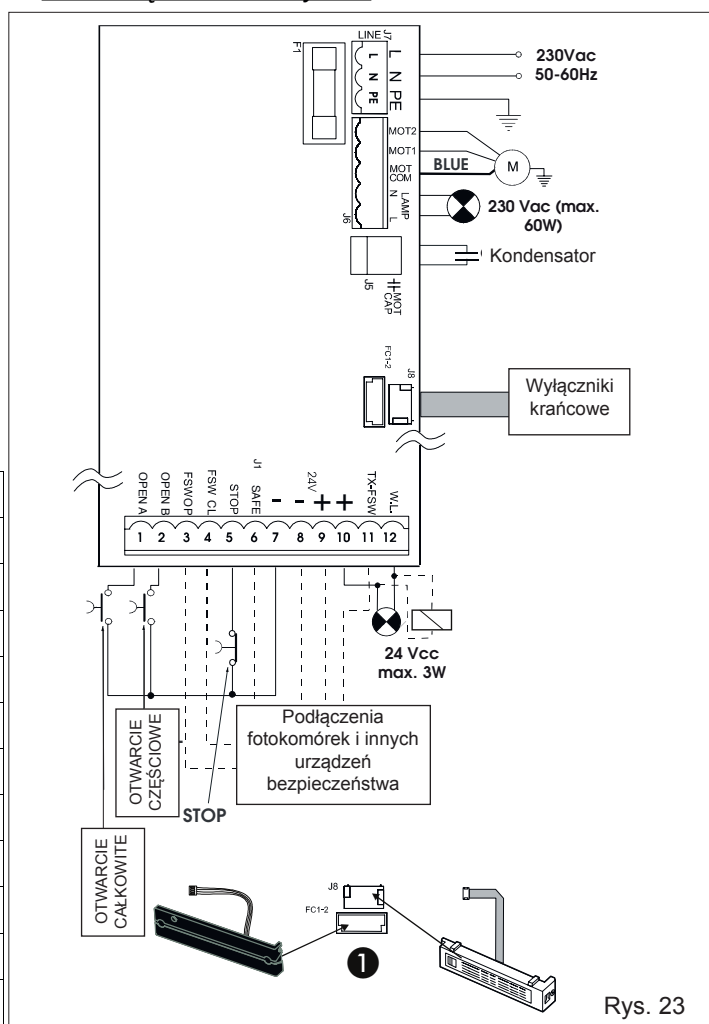 LINE
J7
F1
L
N
PE
L
N
PE
230Vac
50-60Hz
MOT2
MOT1
MOT
COM
BLUE
M
N
LAMP
L
J6
230 Vac (max.
60W)
J5
MOT
CAP
Kondensator
FC1-2
J8
Wyłączniki
krańcowe
J1
OPEN A
OPEN B
FSWOP
FSW CL
STOP
SAFE
–
–
24V
+
+
TX-FSW
W.L.
1 2 3 4 5 6 7 8 9 10 11 12
24 Vcc
max. 3W
Podłączenia
fotokomórek i innych
urządzeń
bezpieczeństwa
OTWARCIE
CZĘŚCIOWE
STOP
OTWARCIE
CAŁKOWITE
J8
FC1-2
1
Rys. 23